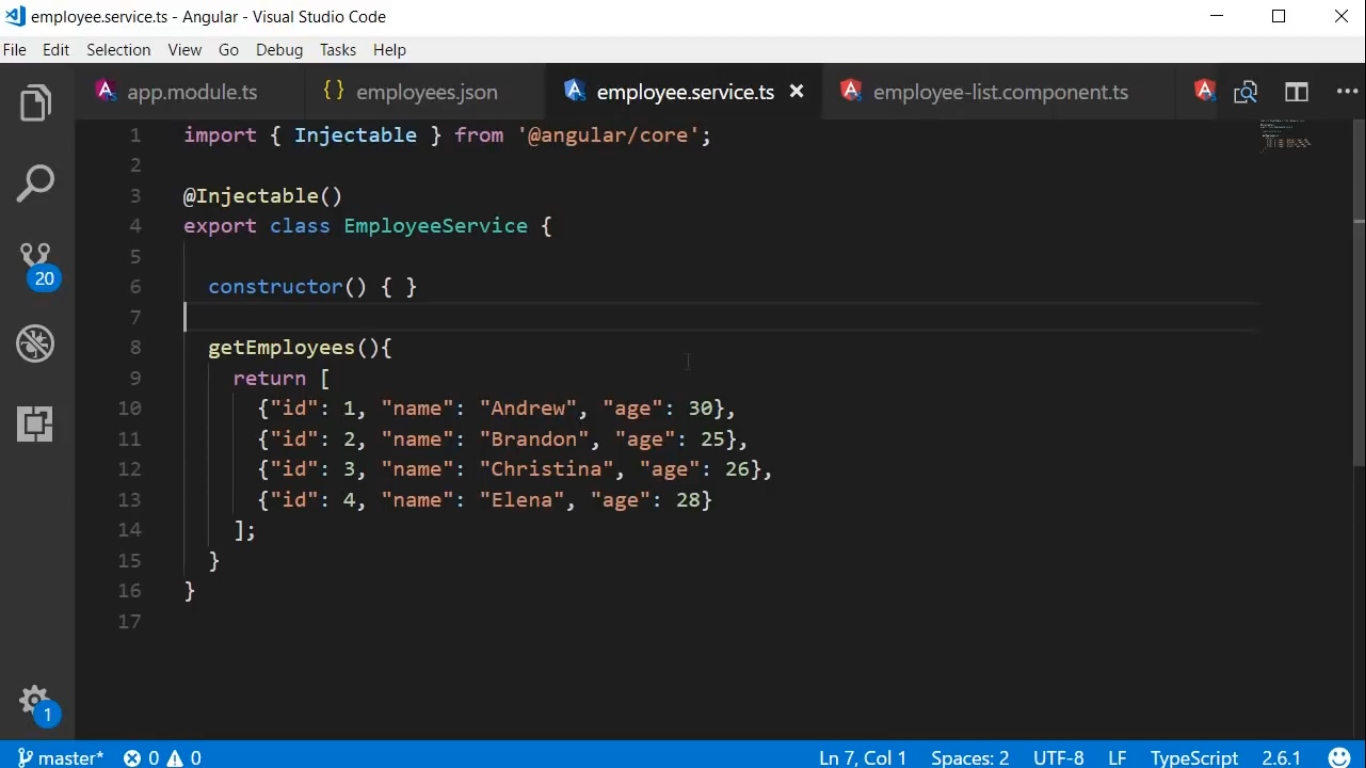 employee.service.ts - Angular - Visual Studio Code
File Edit Selection View Go Debug Tasks Help
app.module.ts {} employees.json employee.service.ts employee-list.component.ts
1 import { Injectable } from '@angular/core';
2
3 @Injectable()
4 export class EmployeeService {
5
6 constructor() { }
7
8 getEmployees(){
9 return [
10 {"id": 1, "name": "Andrew", "age": 30},
11 {"id": 2, "name": "Brandon", "age": 25},
12 {"id": 3, "name": "Christina", "age": 26},
13 {"id": 4, "name": "Elena", "age": 28}
14 ];
15 }
16 }
17
20
1
master* 0 0 Ln 7, Col 1 Spaces: 2 UTF-8 LF TypeScript 2.6.1